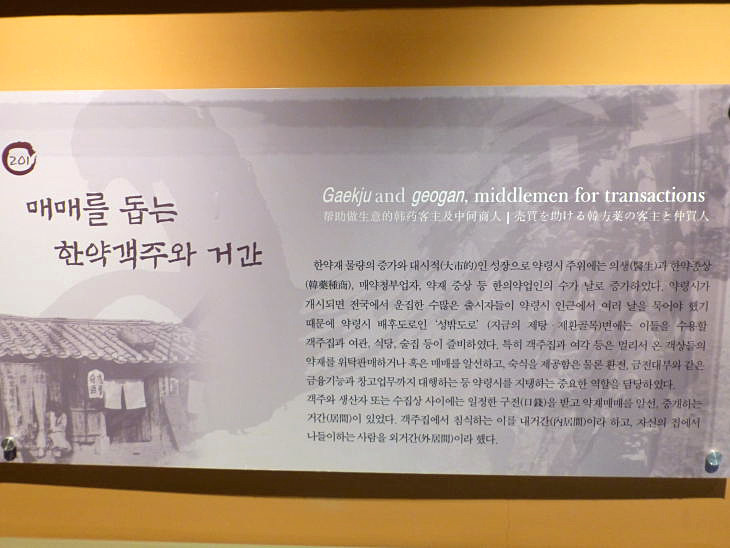 201
매매를 돕는
한약객주와 거간
Gaekju and geogan, middlemen for transactions
帮助做生意的韩药客主及中间商人 | 売買を助ける韓方薬の客主と仲買人
한약재 물량의 증가와 대시적(大市的)인 성장으로 약령시 주위에는 의생(醫生)과 한약종상
(韓藥種商), 매약청부업자, 약재 중상 등 한의약업인의 수가 날로 증가하였다. 약령시가
개시되면 전국에서 운집한 수많은 출시자들이 약령시 인근에서 여러 날을 묵어야 했기
때문에 약령시 배후도로인 '성밖도로' (지금의 제탕·제환골목)변에는 이들을 수용할
객주집과 여관, 식당, 술집 등이 즐비하였다. 특히 객주집과 여각 등은 멀리서 온 객상들의
약재를 위탁판매하거나 혹은 매매를 알선하고, 숙식을 제공함은 물론 환전, 금전대부와 같은
금융기능과 창고업무까지 대행하는 등 약령시를 지탱하는 중요한 역할을 담당하였다.
객주와 생산자 또는 수집상 사이에는 일정한 구전(口錢)을 받고 약재매매를 알선, 중개하는
거간(居間)이 있었다. 객주집에서 침식하는 이를 내거간(內居間)이라 하고, 자신의 집에서
나들이하는 사람을 외거간(外居間)이라 했다.